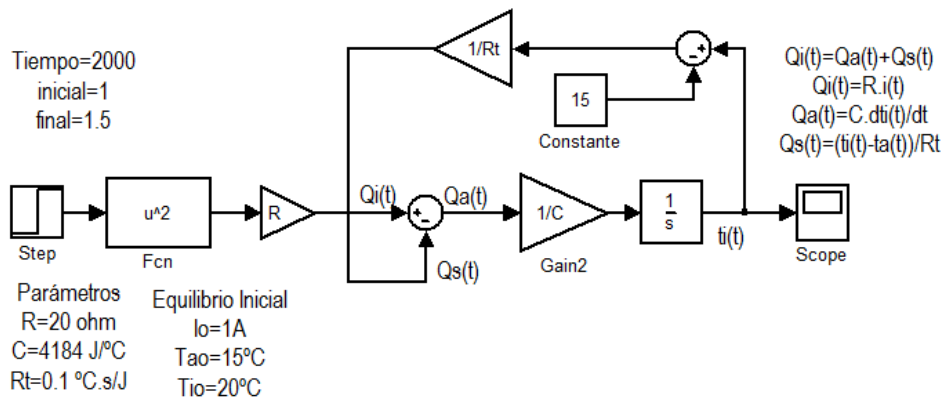 Tiempo=2000
inicial=1
final=1.5
1/Rt
15
Constante
Qi(t)=Qa(t)+Qs(t)
Qi(t)=R.i(t)
Qa(t)=C.dti(t)/dt
Qs(t)=(ti(t)-ta(t))/Rt
Step
u^2
Fcn
R
Qi(t)
Qa(t)
Qs(t)
1/C
Gain2
1
s
ti(t)
Scope
Parámetros
R=20 ohm
C=4184 J/ºC
Rt=0.1 ºC.s/J
Equilibrio Inicial
Io=1A
Tao=15ºC
Tio=20ºC